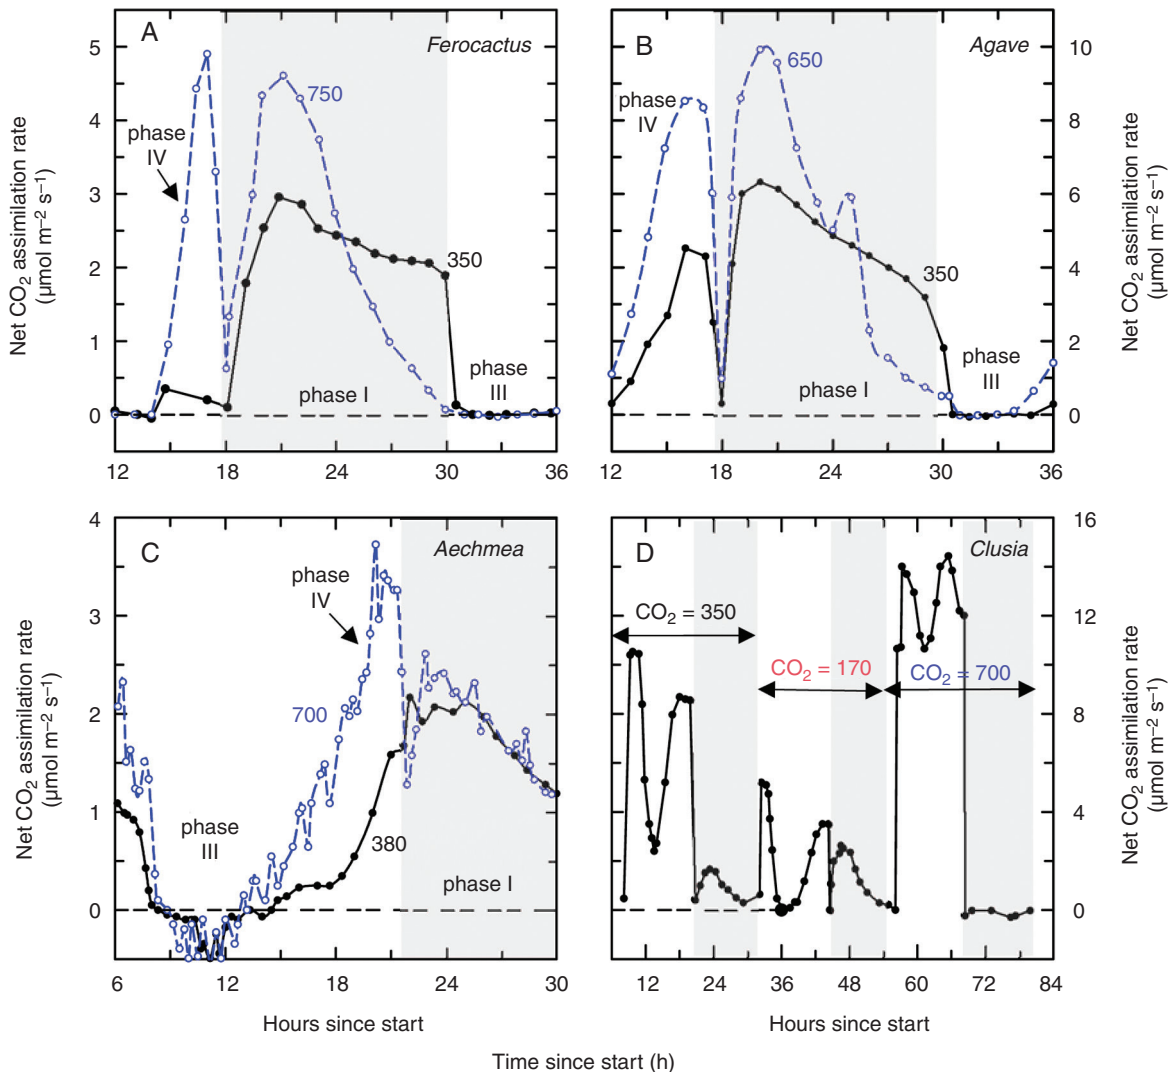 A
Ferocactus
Net CO2 assimilation rate
(µmol m–2 s–1)
5
4
3
2
1
0
750
phase
IV
350
phase
III
phase I
12
18
24
30
36
B
Agave
650
phase
IV
350
phase
III
phase I
10
8
6
4
2
0
Net CO2 assimilation rate
(µmol m–2 s–1)
12
18
24
30
36
C
Aechmea
Net CO2 assimilation rate
(µmol m–2 s–1)
4
3
2
1
0
phase
IV
700
phase
III
380
phase I
6
12
18
24
30
Hours since start
D
Clusia
CO2 = 350
CO2 = 170
CO2 = 700
16
12
8
4
0
Net CO2 assimilation rate
(µmol m–2 s–1)
12
24
36
48
60
72
84
Hours since start
Time since start (h)